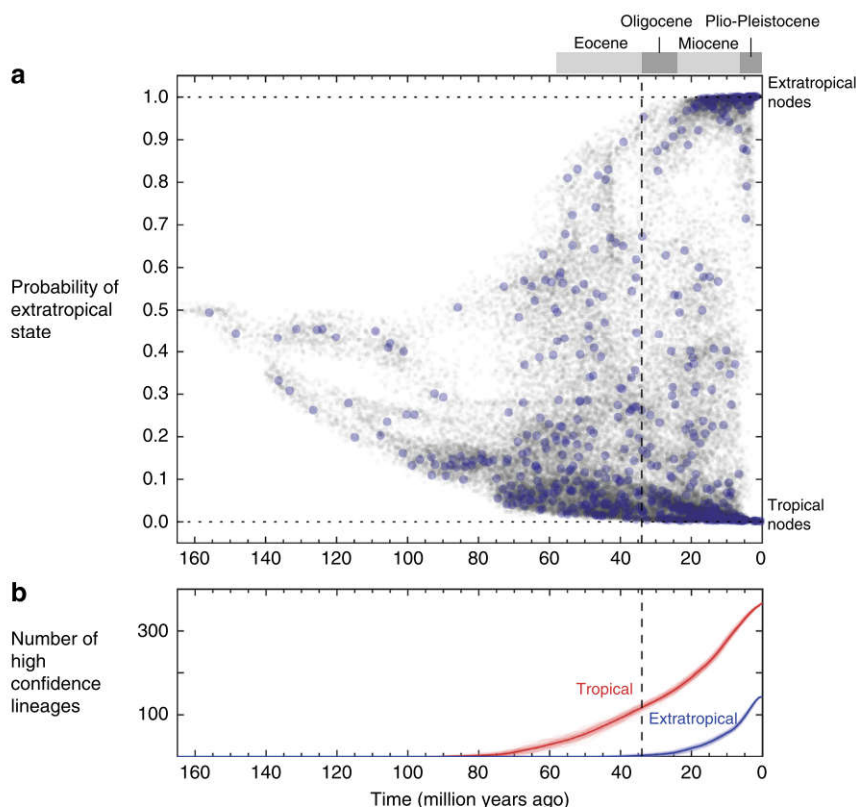 Oligocene Plio-Pleistocene
Eocene Miocene
a
Extratropical
nodes
1.0
0.9
0.8
0.7
0.6
Probability of
extratropical
state
0.5
0.4
0.3
0.2
0.1
0.0
Tropical
nodes
160 140 120 100 80 60 40 20 0
b
Number of
high
confidence
lineages
300
100
Tropical
Extratropical
160 140 120 100 80 60 40 20 0
Time (million years ago)